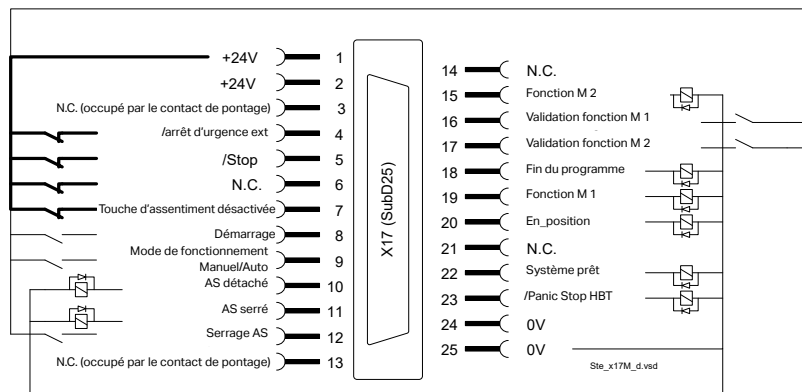 +24V 1
+24V 2
N.C. (occupé par le contact de pontage) 3
/arrêt d'urgence ext 4
/Stop 5
N.C. 6
Touche d'assentiment désactivée 7
Démarrage 8
Mode de fonctionnement
Manuel/Auto 9
AS détaché 10
AS serré 11
Serrage AS 12
N.C. (occupé par le contact de pontage) 13
X17 (SubD25)
14 N.C.
15 Fonction M 2
16 Validation fonction M 1
17 Validation fonction M 2
18 Fin du programme
19 Fonction M 1
20 En_position
21 N.C.
22 Système prêt
23 /Panic Stop HBT
24 0V
25 0V
Ste_x17M_d.vsd